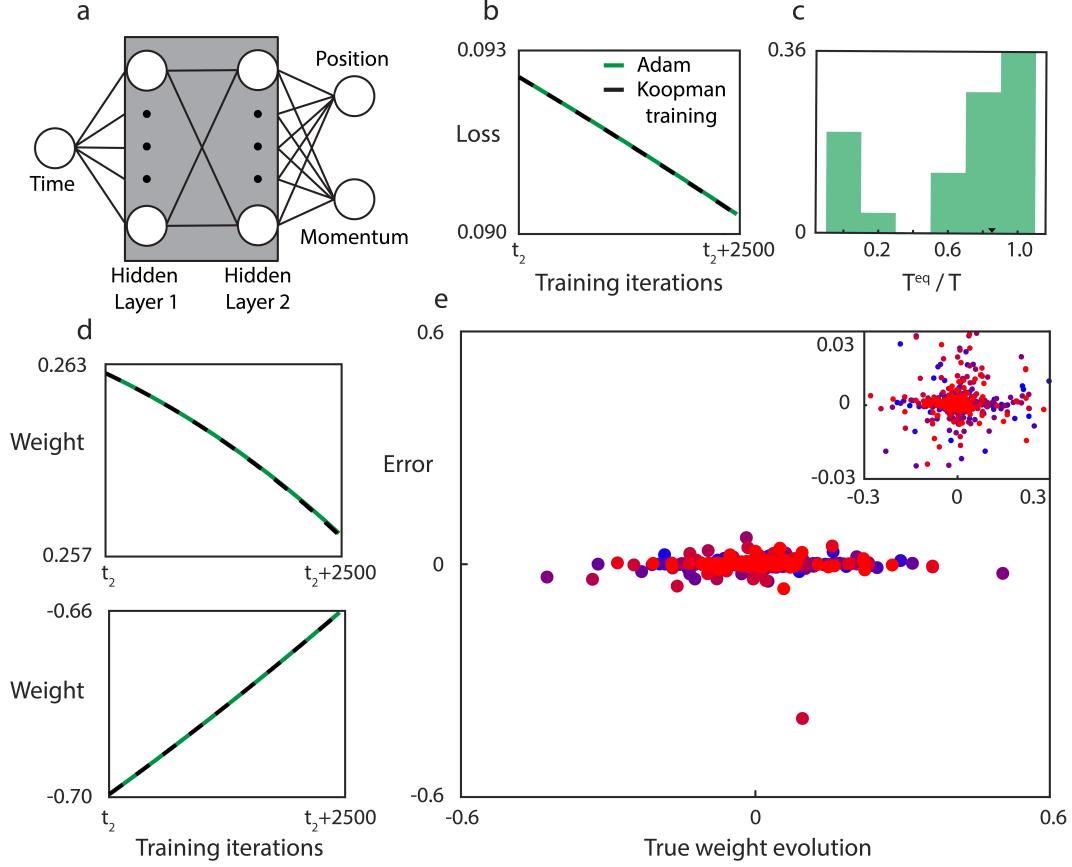 a
Position
Time
Momentum
Hidden
Layer 1
Hidden
Layer 2
b
0.093
Adam
Koopman
training
Loss
0.090
t2
t2+2500
Training iterations
c
0.36
0
0.2
0.6
1.0
T^eq / T
d
0.263
Weight
0.257
t2
t2+2500
-0.66
Weight
-0.70
t2
t2+2500
Training iterations
e
0.6
Error
0
-0.6
-0.6
0
0.6
True weight evolution
0.03
0
-0.03
-0.3
0
0.3